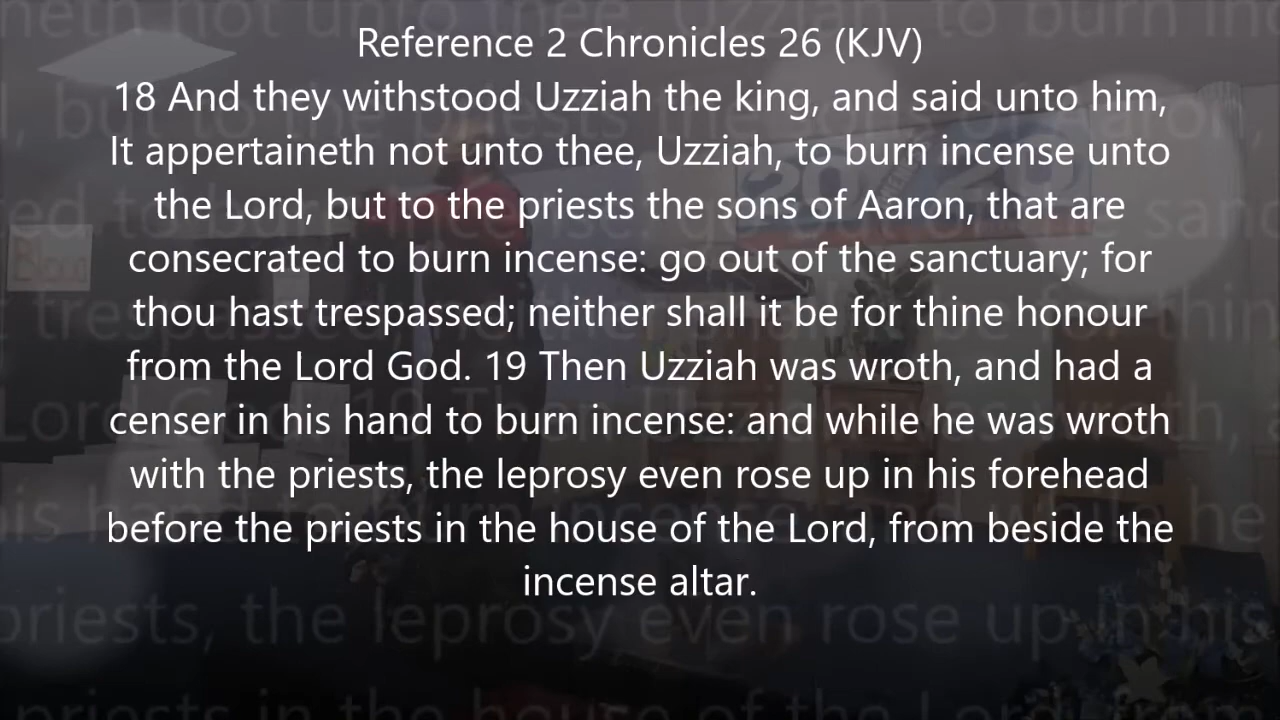 Reference 2 Chronicles 26 (KJV)
18 And they withstood Uzziah the king, and said unto him,
It appertaineth not unto thee, Uzziah, to burn incense unto
the Lord, but to the priests the sons of Aaron, that are
consecrated to burn incense: go out of the sanctuary; for
thou hast trespassed; neither shall it be for thine honour
from the Lord God. 19 Then Uzziah was wroth, and had a
censer in his hand to burn incense: and while he was wroth
with the priests, the leprosy even rose up in his forehead
before the priests in the house of the Lord, from beside the
incense altar.